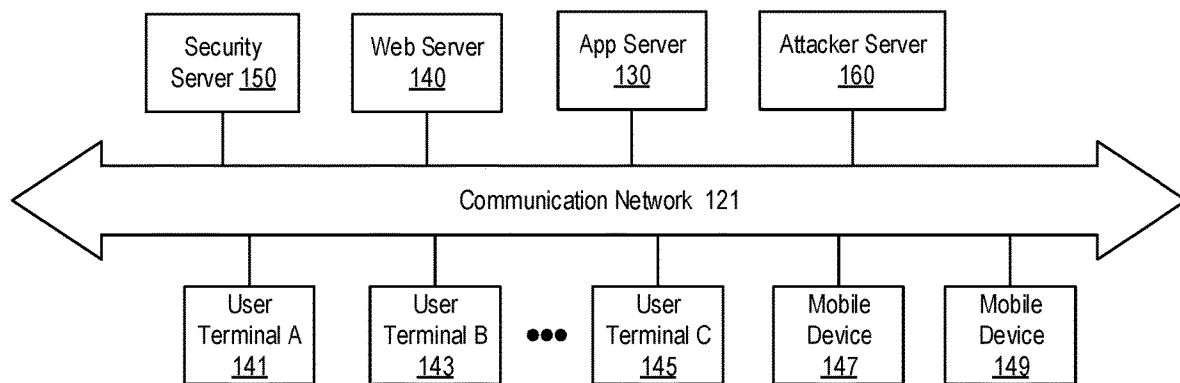 Security
Server 150
Web Server
140
App Server
130
Attacker Server
160
Communication Network 121
User
Terminal A
141
User
Terminal B
143
User
Terminal C
145
Mobile
Device
147
Mobile
Device
149